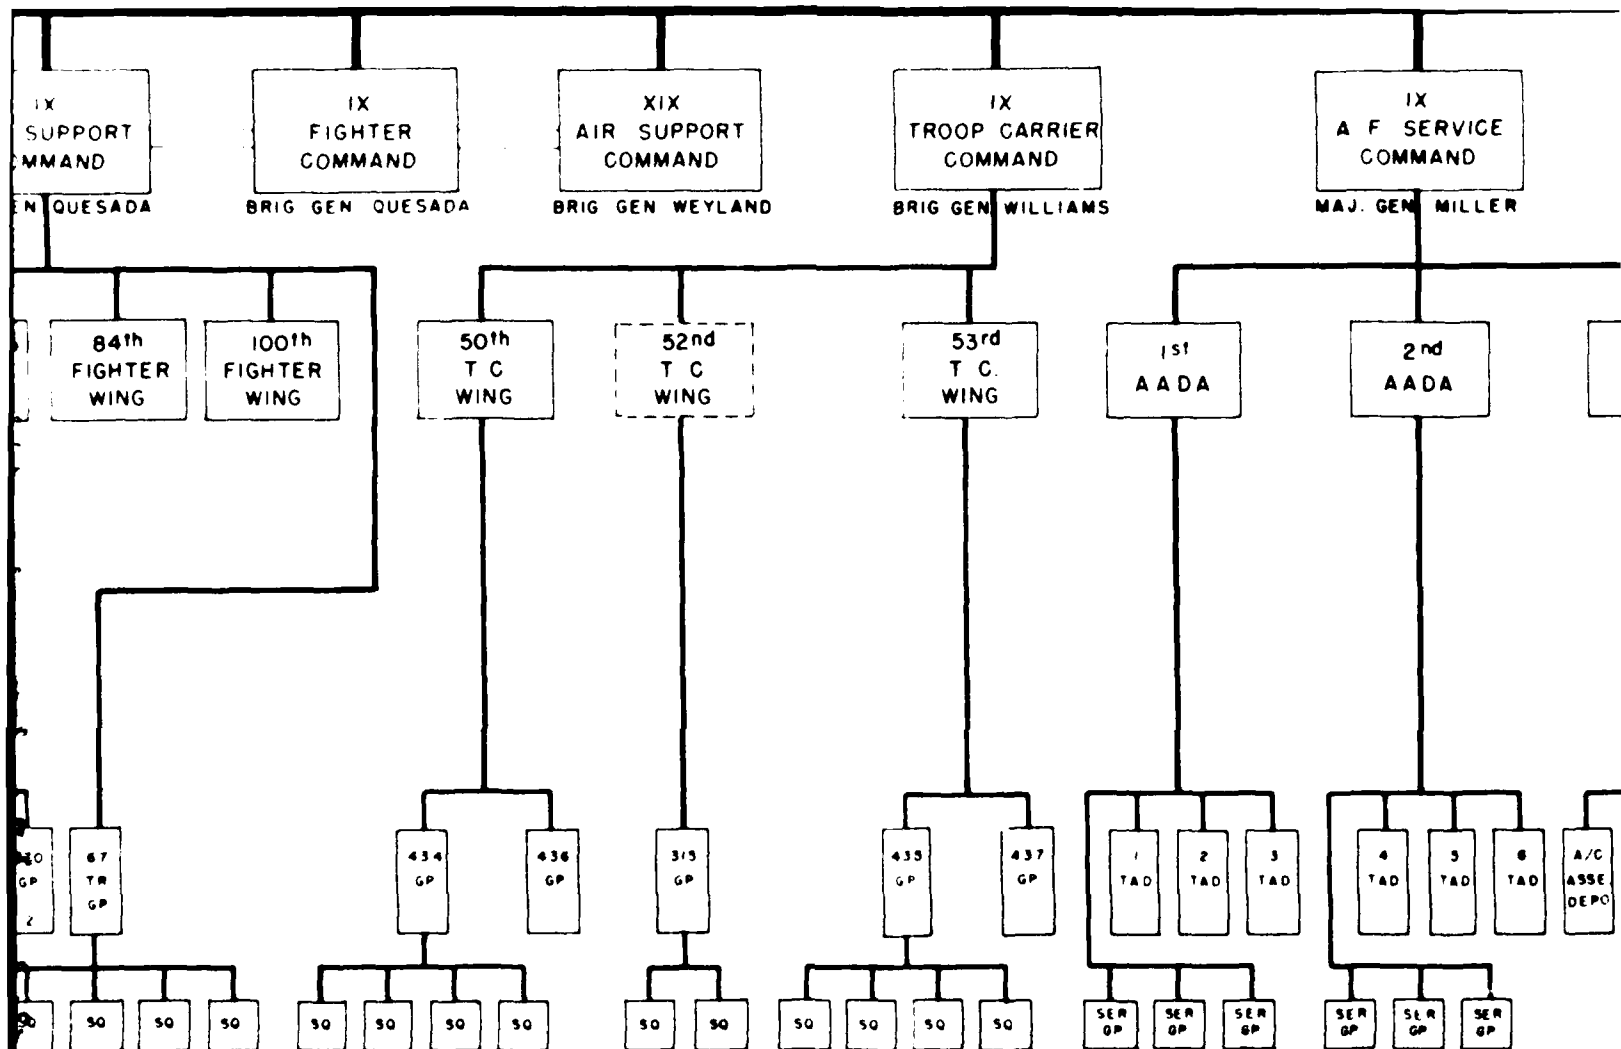 IX
SUPPORT
MMAND
EN QUESADA
IX
FIGHTER
COMMAND
BRIG GEN QUESADA
XIX
AIR SUPPORT
COMMAND
BRIG GEN WEYLAND
IX
TROOP CARRIER
COMMAND
BRIG GEN WILLIAMS
IX
A F SERVICE
COMMAND
MAJ. GEN MILLER
84th
FIGHTER
WING
100th
FIGHTER
WING
50th
T C
WING
52nd
T C
WING
53rd
T C.
WING
1st
AADA
2nd
AADA
GP
2
67
TR
GP
434
GP
436
GP
315
GP
435
GP
437
GP
1
TAD
2
TAD
3
TAD
4
TAD
5
TAD
6
TAD
A/C
ASSE.
DEPO
SQ
SQ
SQ
SQ
SQ
SQ
SQ
SQ
SQ
SQ
SQ
SQ
SQ
SQ
SER
GP
SER
GP
SER
GP
SER
GP
SER
GP
SER
GP